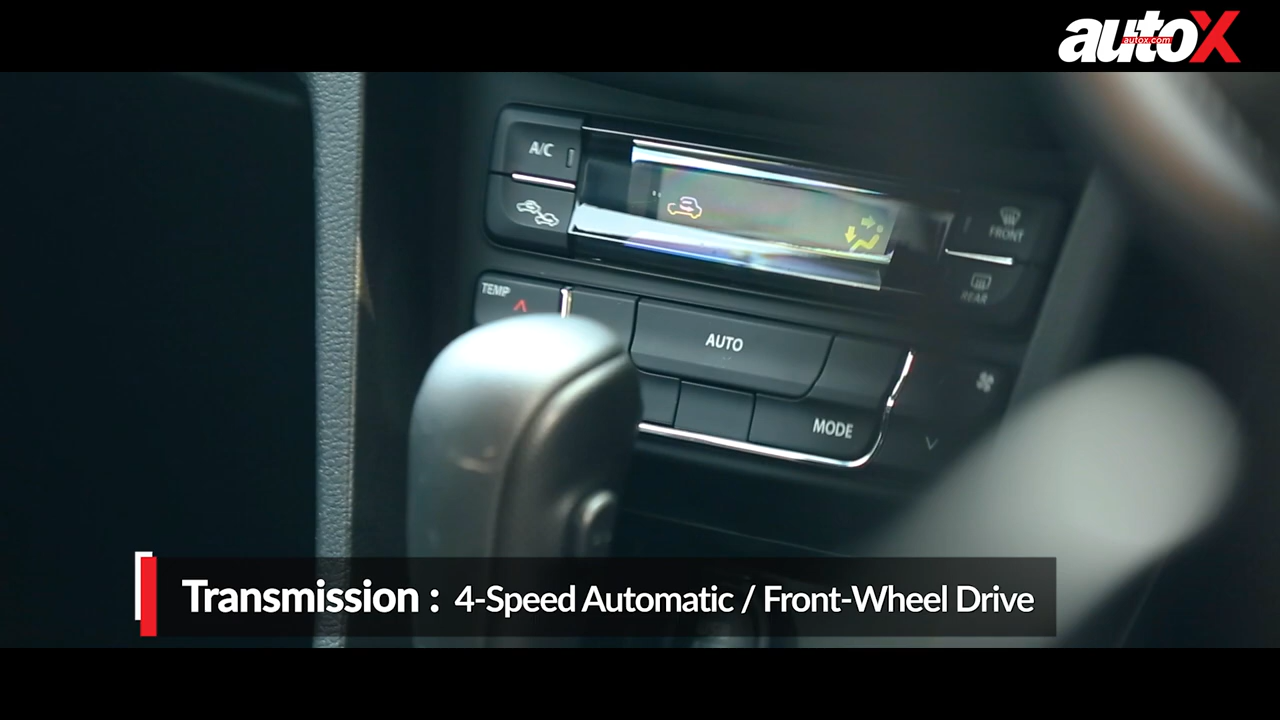 autoX
autox.com
A/C
FRONT
REAR
TEMP
AUTO
MODE
Transmission : 4-Speed Automatic / Front-Wheel Drive